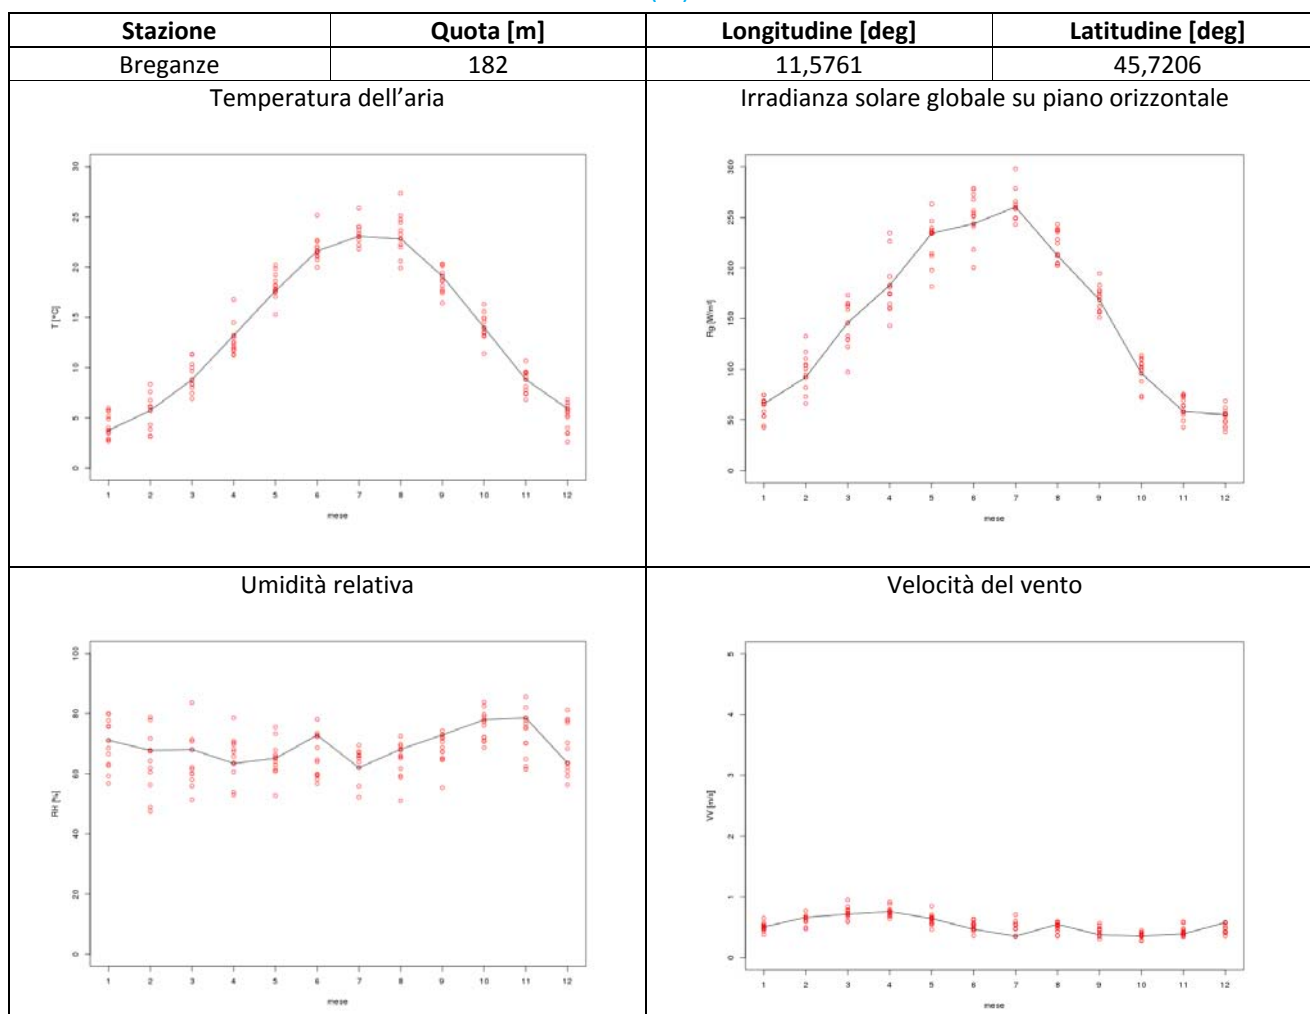 Stazione Quota [m] Longitudine [deg] Latitudine [deg]
Breganze 182 11,5761 45,7206
Temperatura dell'aria
T [°C]
30
25
20
15
10
5
0
1 2 3 4 5 6 7 8 9 10 11 12
mese
Irradianza solare globale su piano orizzontale
Rg [W/m²]
300
250
200
150
100
50
0
1 2 3 4 5 6 7 8 9 10 11 12
mese
Umidità relativa
RH [%]
100
80
60
40
20
0
1 2 3 4 5 6 7 8 9 10 11 12
mese
Velocità del vento
VV [m/s]
5
4
3
2
1
0
1 2 3 4 5 6 7 8 9 10 11 12
mese